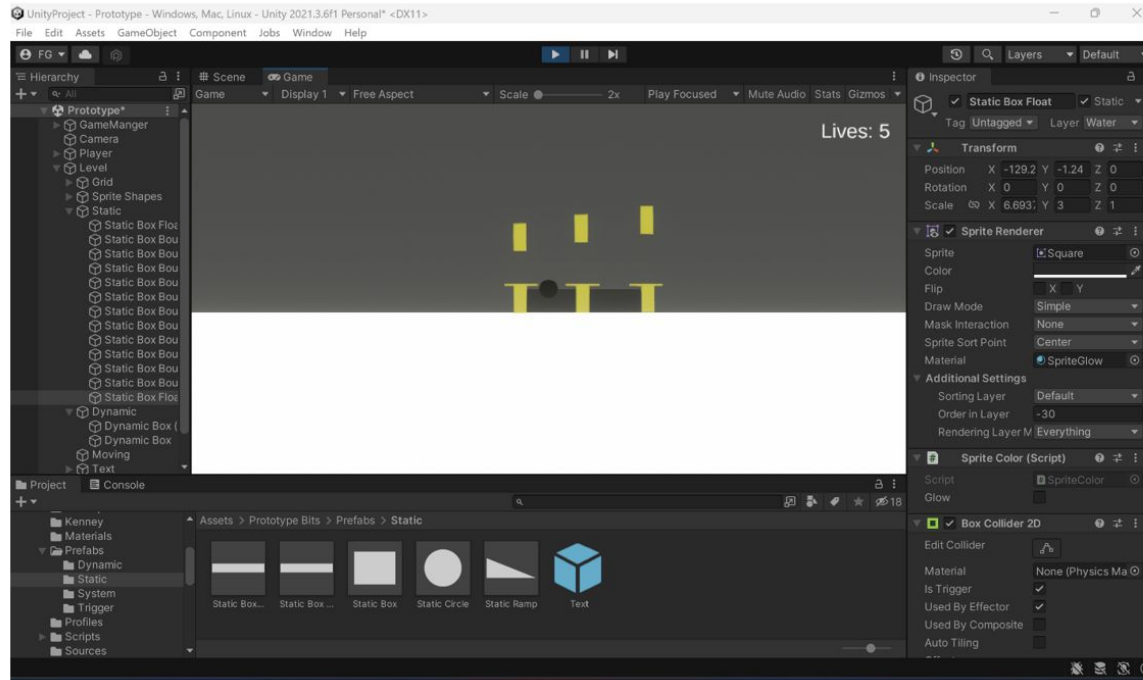 UnityProject - Prototype - Windows, Mac, Linux - Unity 2021.3.6f1 Personal* <DX11>
File Edit Assets GameObject Component Jobs Window Help
FG Layers Default
Hierarchy
All
Prototype*
GameManger
Camera
Player
Level
Grid
Sprite Shapes
Static
Static Box Floa
Static Box Bou
Static Box Bou
Static Box Bou
Static Box Bou
Static Box Bou
Static Box Bou
Static Box Bou
Static Box Bou
Static Box Bou
Static Box Bou
Static Box Bou
Static Box Floa
Dynamic
Dynamic Box (
Dynamic Box
Moving
Text
Scene Game
Game Display 1 Free Aspect Scale 2x Play Focused Mute Audio Stats Gizmos
Lives: 5
Inspector
Static Box Float Static
Tag Untagged Layer Water
Transform
Position X -129.2 Y -1.24 Z 0
Rotation X 0 Y 0 Z 0
Scale X 6.6937 Y 3 Z 1
Sprite Renderer
Sprite Square
Color
Flip X Y
Draw Mode Simple
Mask Interaction None
Sprite Sort Point Center
Material SpriteGlow
Additional Settings
Sorting Layer Default
Order in Layer -30
Rendering Layer M Everything
Sprite Color (Script)
Script SpriteColor
Glow
Box Collider 2D
Edit Collider
Material None (Physics Ma
Is Trigger
Used By Effector
Used By Composite
Auto Tiling
Project Console
18
Kenney
Materials
Prefabs
Dynamic
Static
System
Trigger
Profiles
Scripts
Sources
Assets > Prototype Bits > Prefabs > Static
Static Box... Static Box ... Static Box Static Circle Static Ramp Text